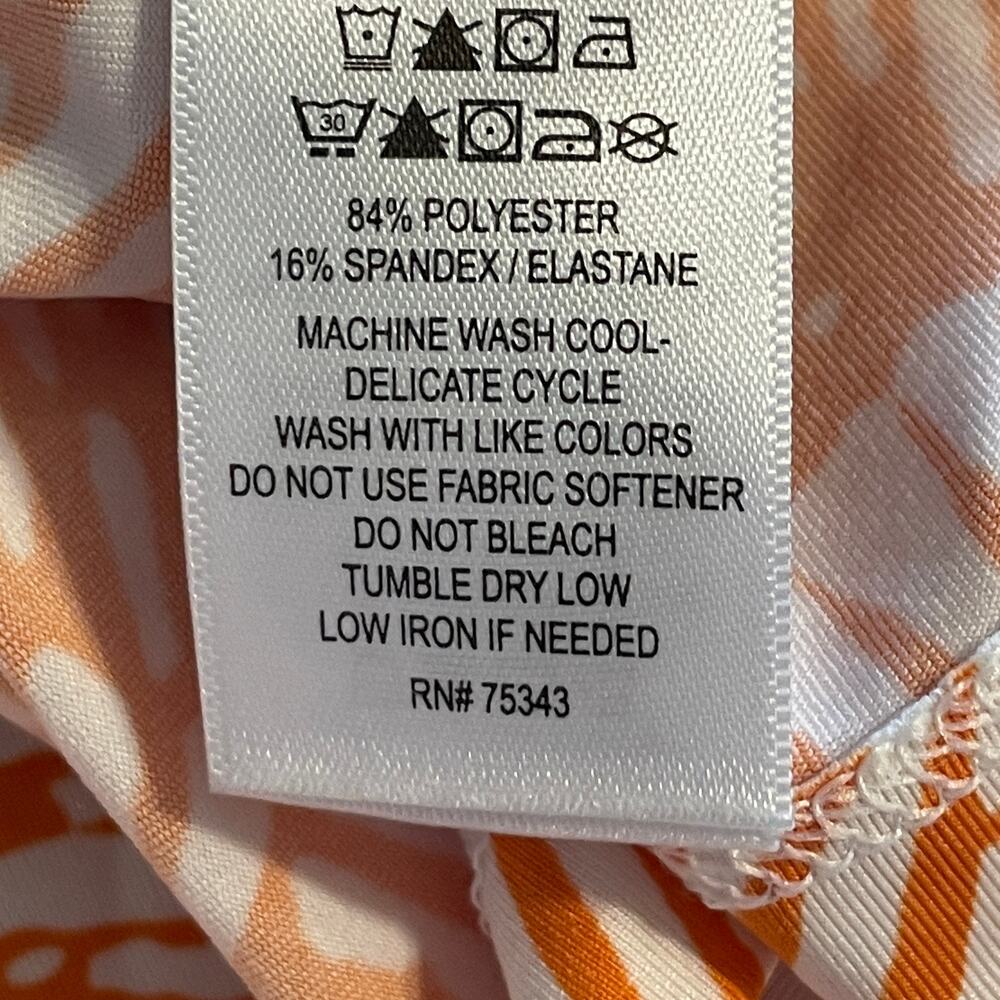 30
84% POLYESTER
16% SPANDEX / ELASTANE
MACHINE WASH COOL-
DELICATE CYCLE
WASH WITH LIKE COLORS
DO NOT USE FABRIC SOFTENER
DO NOT BLEACH
TUMBLE DRY LOW
LOW IRON IF NEEDED
RN# 75343